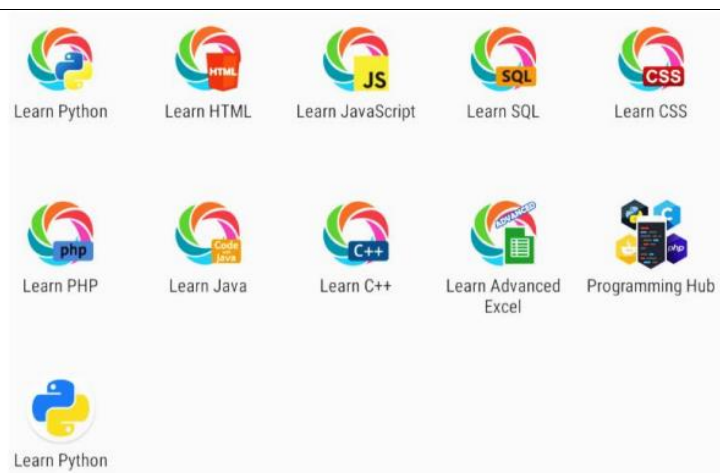 HTML
JS
SQL
CSS
Learn Python
Learn HTML
Learn JavaScript
Learn SQL
Learn CSS
php
Code
with
Java
C++
ADVANCED
C
php
Learn PHP
Learn Java
Learn C++
Learn Advanced
Excel
Programming Hub
Learn Python